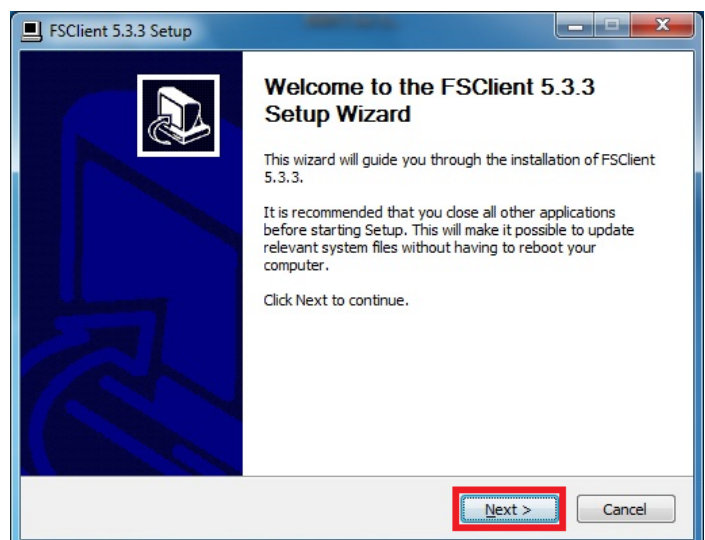 FSClient 5.3.3 Setup
Welcome to the FSClient 5.3.3
Setup Wizard
This wizard will guide you through the installation of FSClient
5.3.3.
It is recommended that you close all other applications
before starting Setup. This will make it possible to update
relevant system files without having to reboot your
computer.
Click Next to continue.
Next >
Cancel